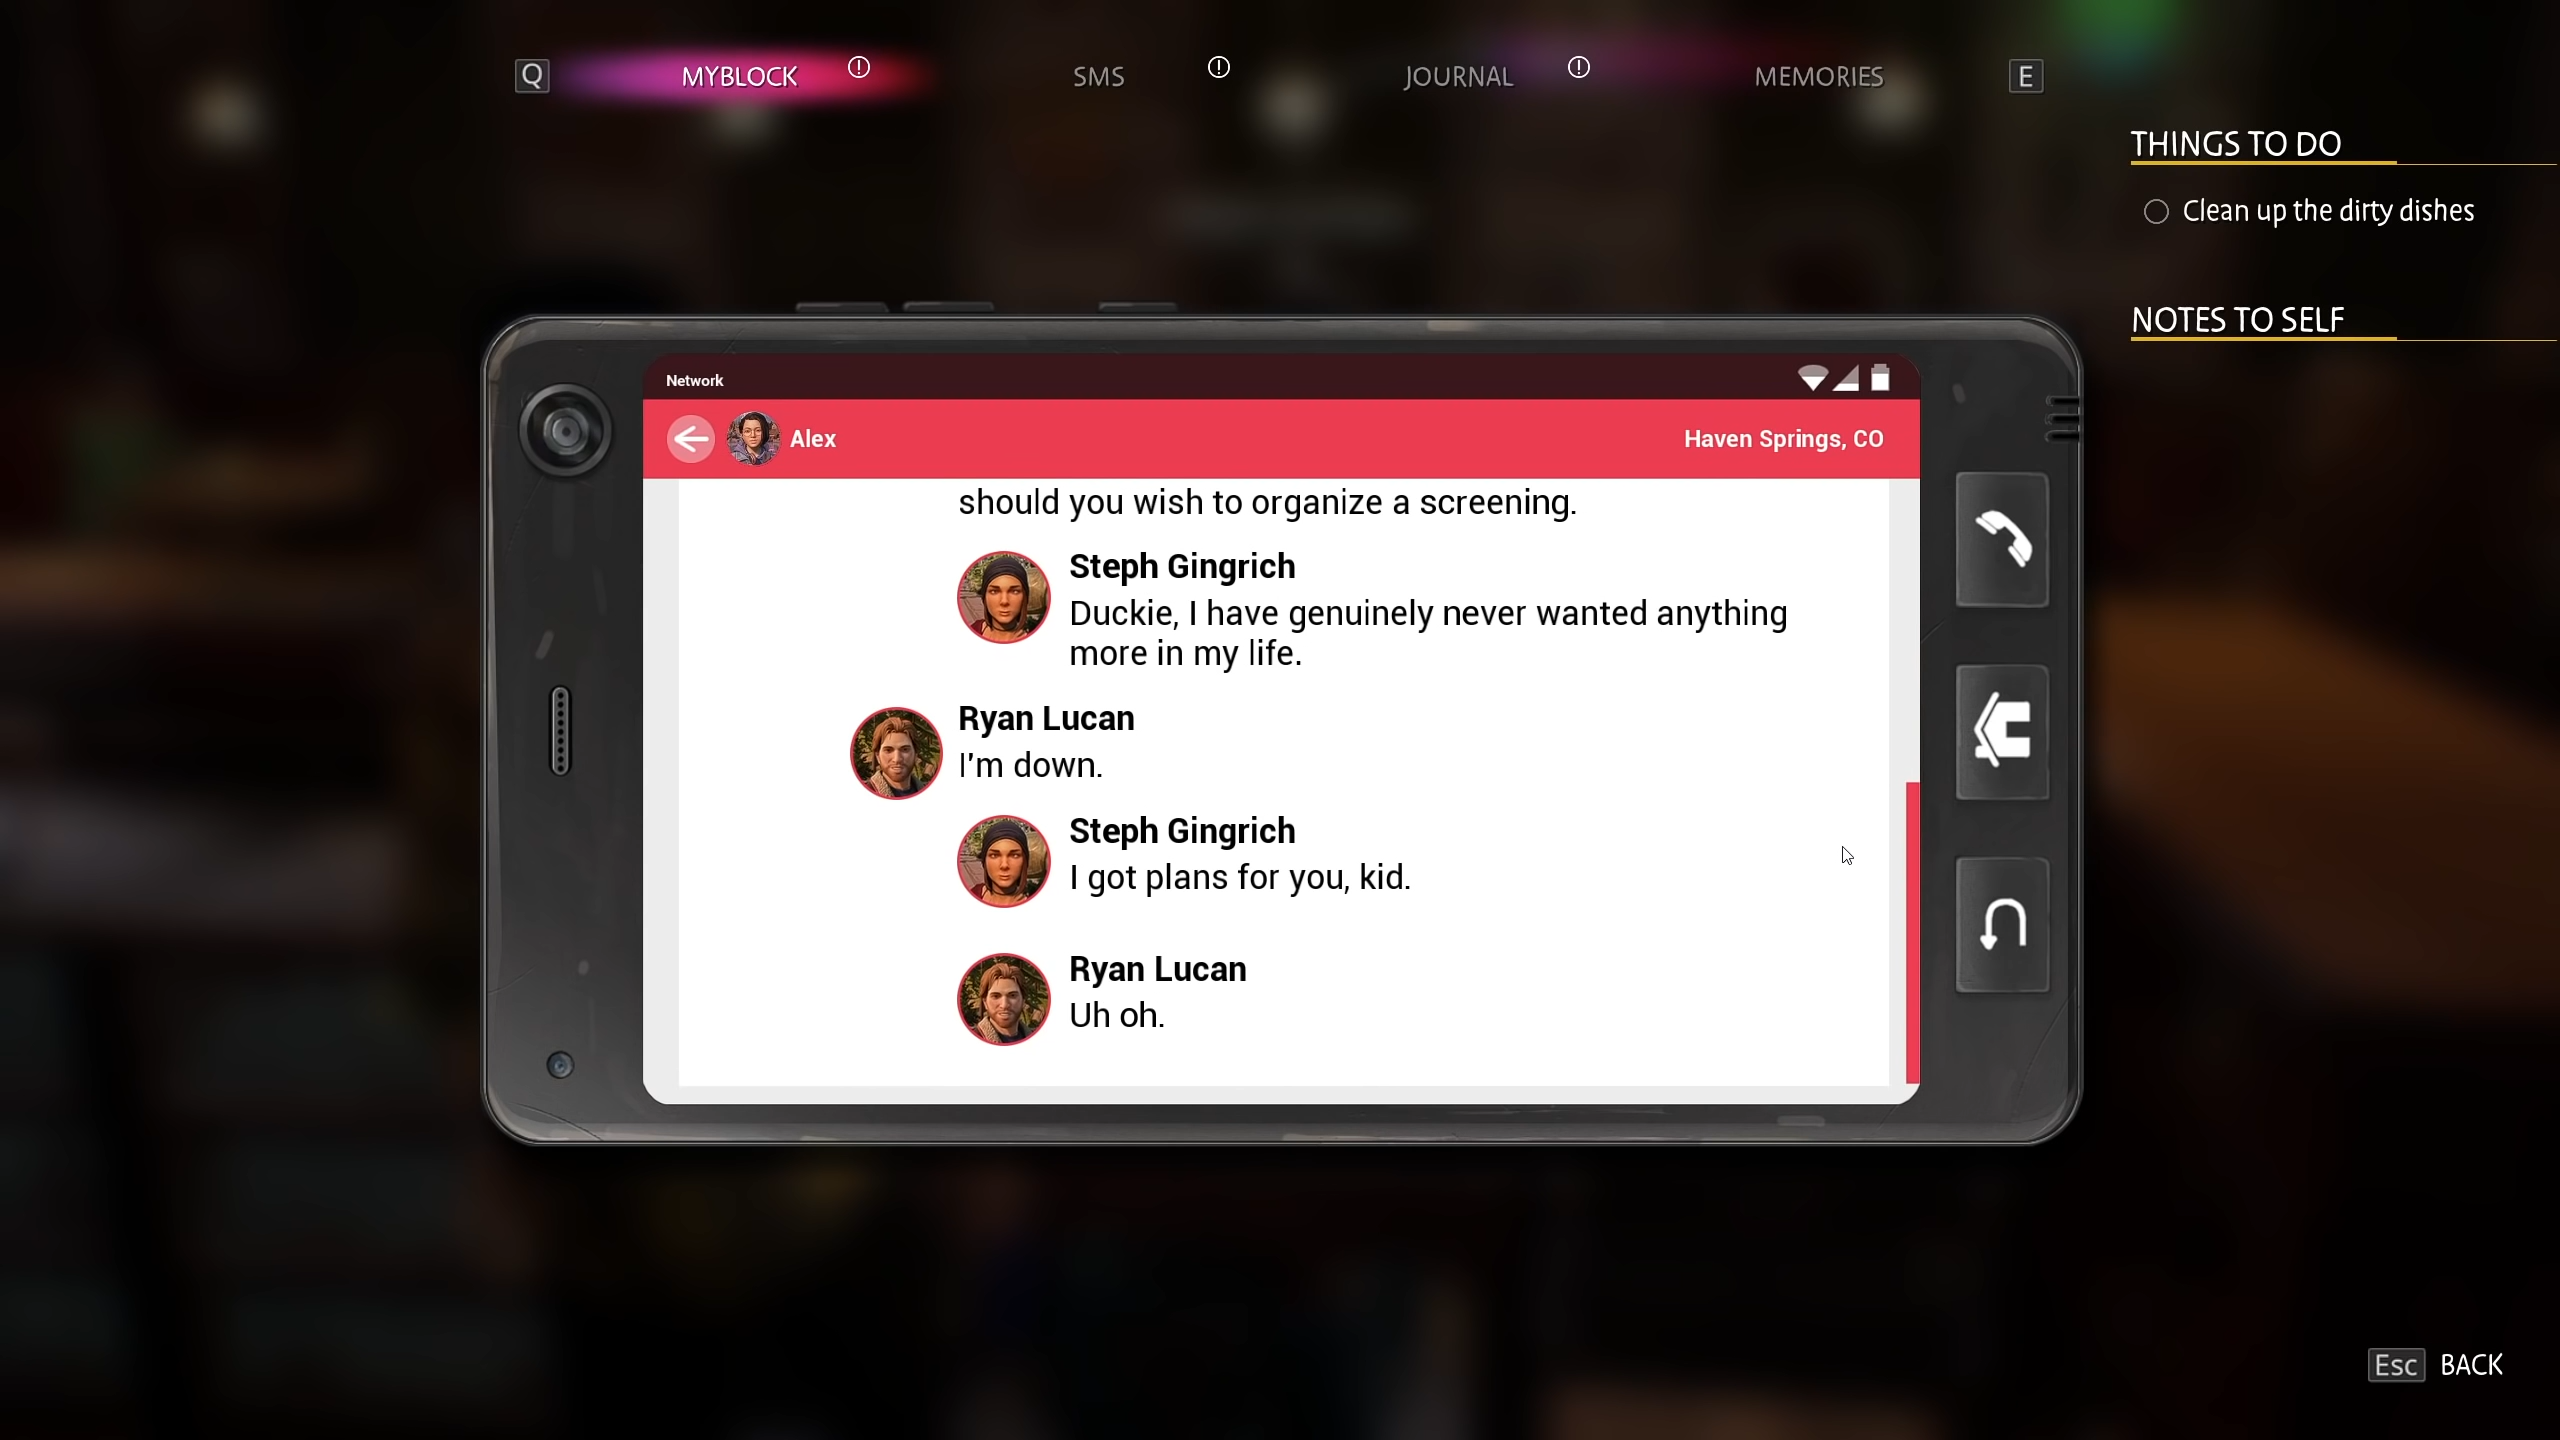 Q
MYBLOCK
SMS
JOURNAL
MEMORIES
E
THINGS TO DO
Clean up the dirty dishes
NOTES TO SELF
Network
Alex
Haven Springs, CO
should you wish to organize a screening.
Steph Gingrich
Duckie, I have genuinely never wanted anything
more in my life.
Ryan Lucan
I'm down.
Steph Gingrich
I got plans for you, kid.
Ryan Lucan
Uh oh.
Esc BACK